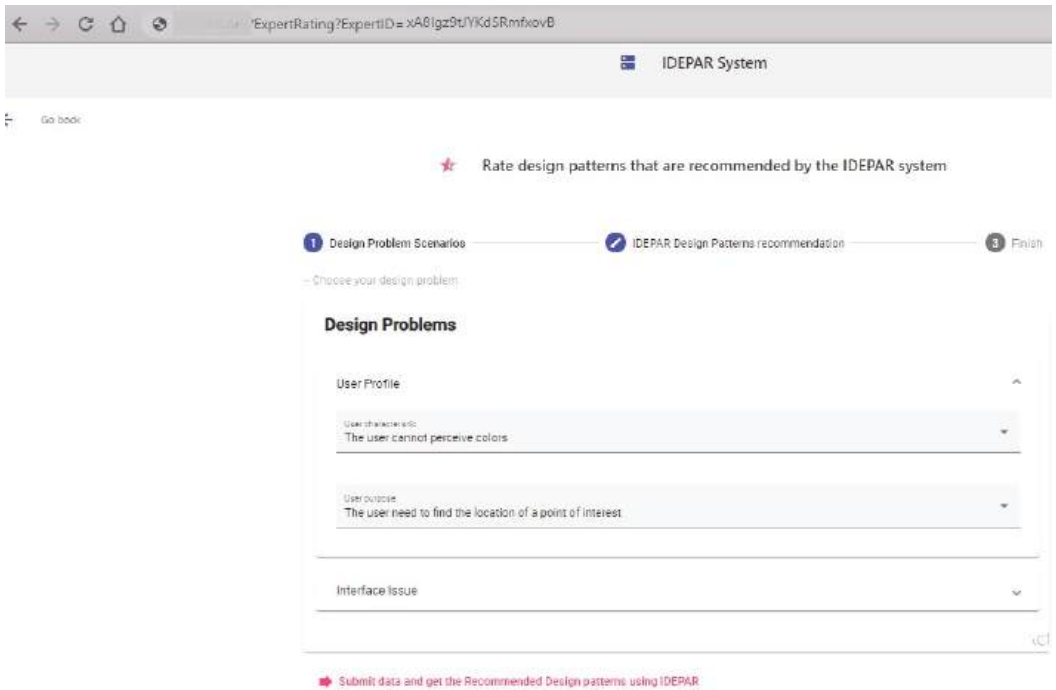 'ExpertRating?ExpertID=xA8Igz9tJYKdSRmfxovB
IDEPAR System
Go back
Rate design patterns that are recommended by the IDEPAR system
1 Design Problem Scenarios IDEPAR Design Patterns recommendation 3 Finish
Choose your design problem
Design Problems
User Profile
User characteristic
The user cannot perceive colors
User purpose
The user need to find the location of a point of interest
Interface Issue
Submit data and get the Recommended Design patterns using IDEPAR